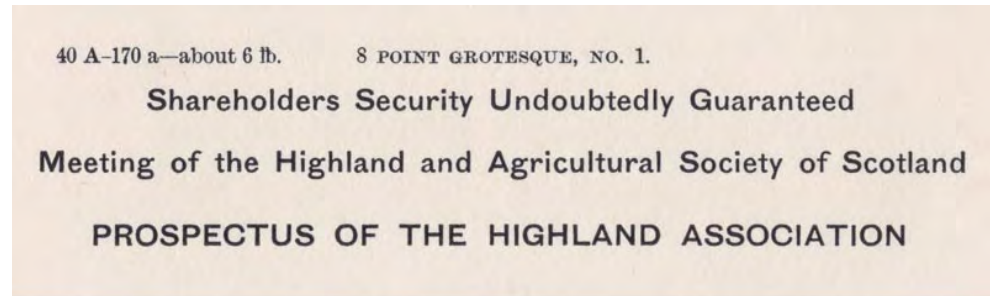 40 A–170 a—about 6 ℔. 8 POINT GROTESQUE, NO. 1.
Shareholders Security Undoubtedly Guaranteed
Meeting of the Highland and Agricultural Society of Scotland
PROSPECTUS OF THE HIGHLAND ASSOCIATION